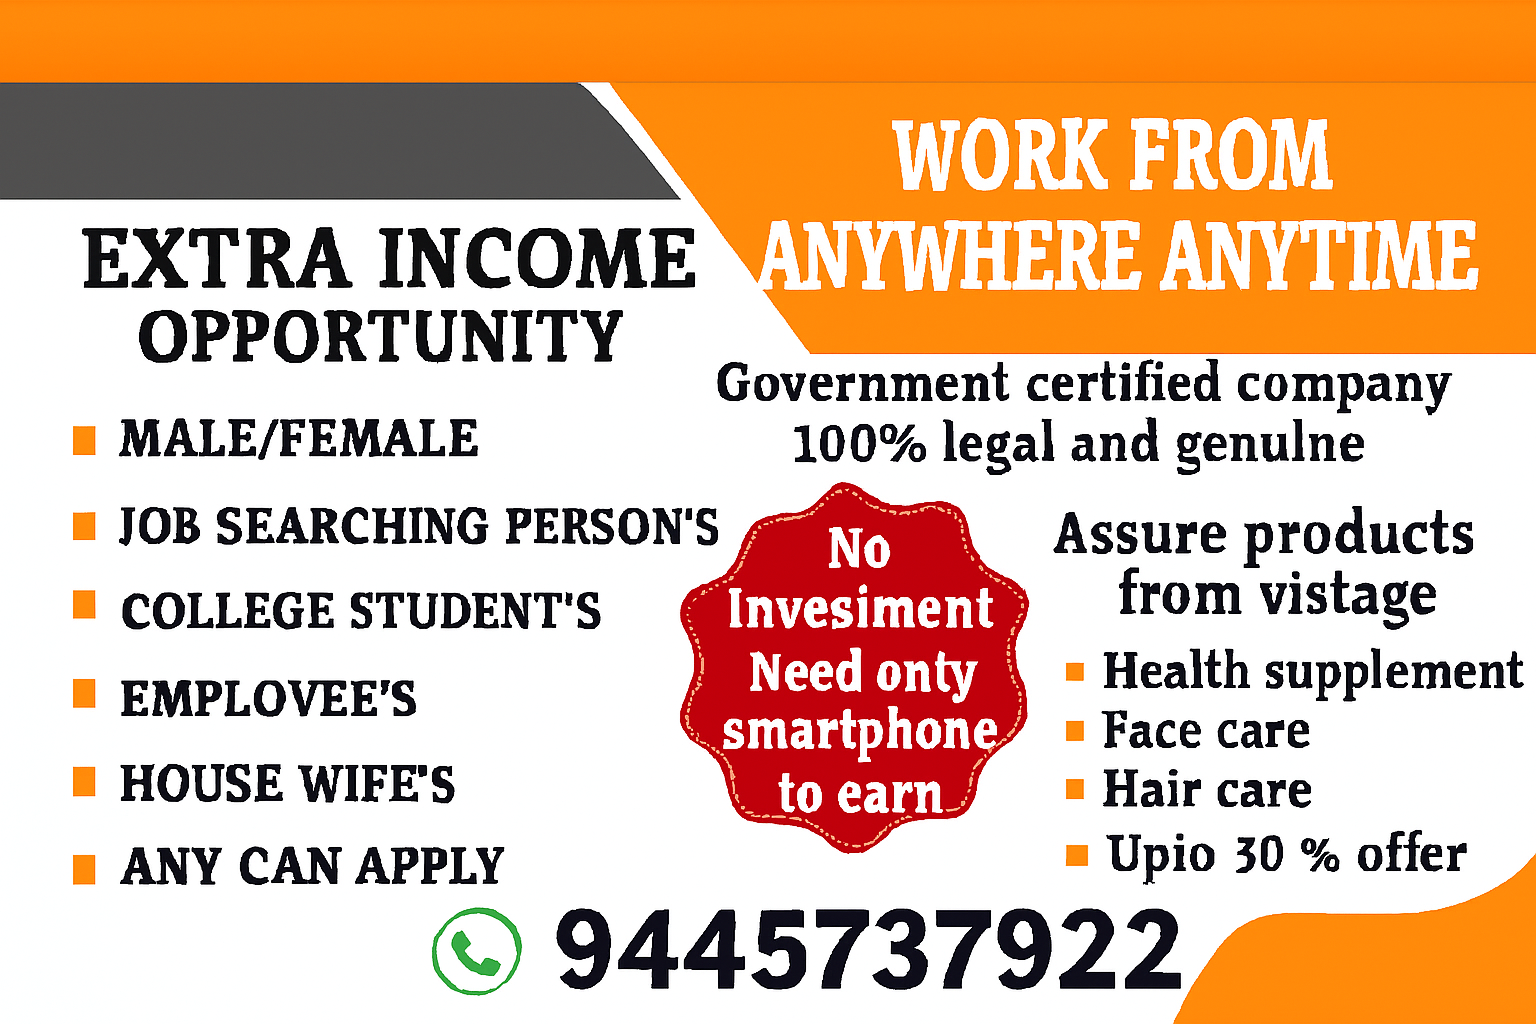 EXTRA INCOME
OPPORTUNITY
MALE/FEMALE
JOB SEARCHING PERSON'S
COLLEGE STUDENT'S
EMPLOVEE'S
HOUSE WIFE'S
ANY CAN APPLY
WORK FROM
ANYWHERE ANYTIME
Government certified company
100% legal and genulne
No
Invesiment
Need onty
smartphone
to earn
Assure products
from vistage
Health supplement
Face care
Hair care
Upio 30 % offer
9445737922